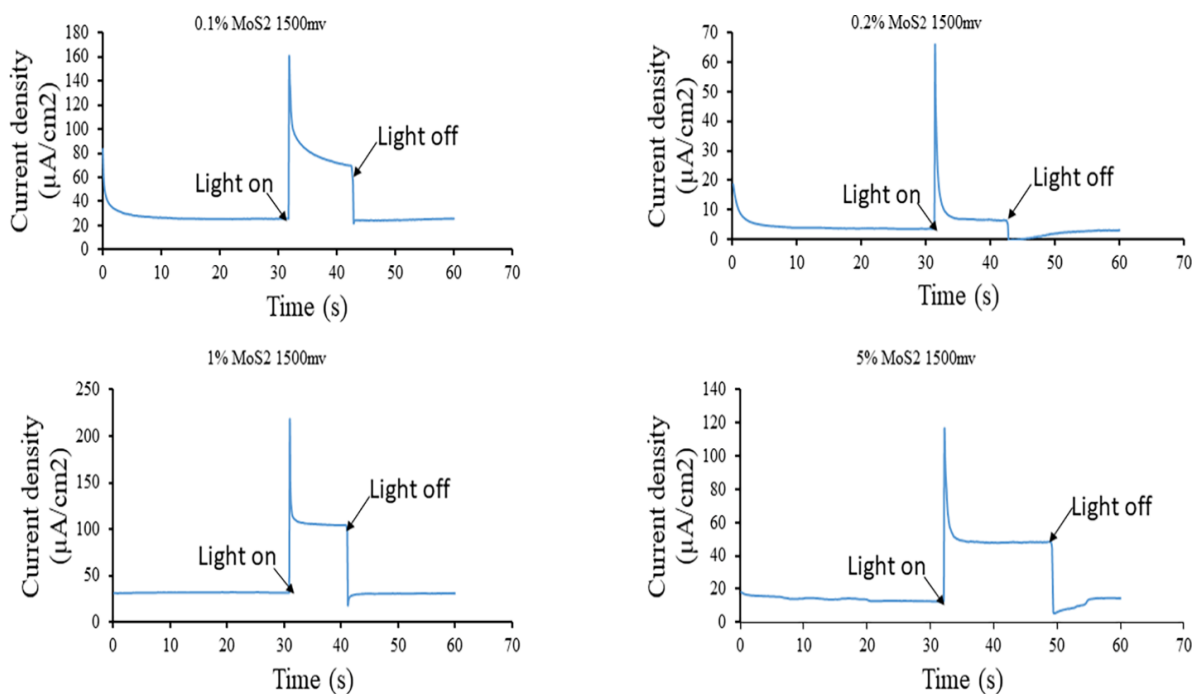 0.1% MoS2 1500mv
Current density
(µA/cm2)
180
160
140
120
100
80
60
40
20
0
Light on
Light off
0 10 20 30 40 50 60 70
Time (s)
0.2% MoS2 1500mv
Current density
(µA/cm2)
70
60
50
40
30
20
10
0
Light on
Light off
0 10 20 30 40 50 60 70
Time (s)
1% MoS2 1500mv
Current density
(µA/cm2)
250
200
150
100
50
0
Light on
Light off
0 10 20 30 40 50 60 70
Time (s)
5% MoS2 1500mv
Current density
(µA/cm2)
140
120
100
80
60
40
20
0
Light on
Light off
0 10 20 30 40 50 60 70
Time (s)